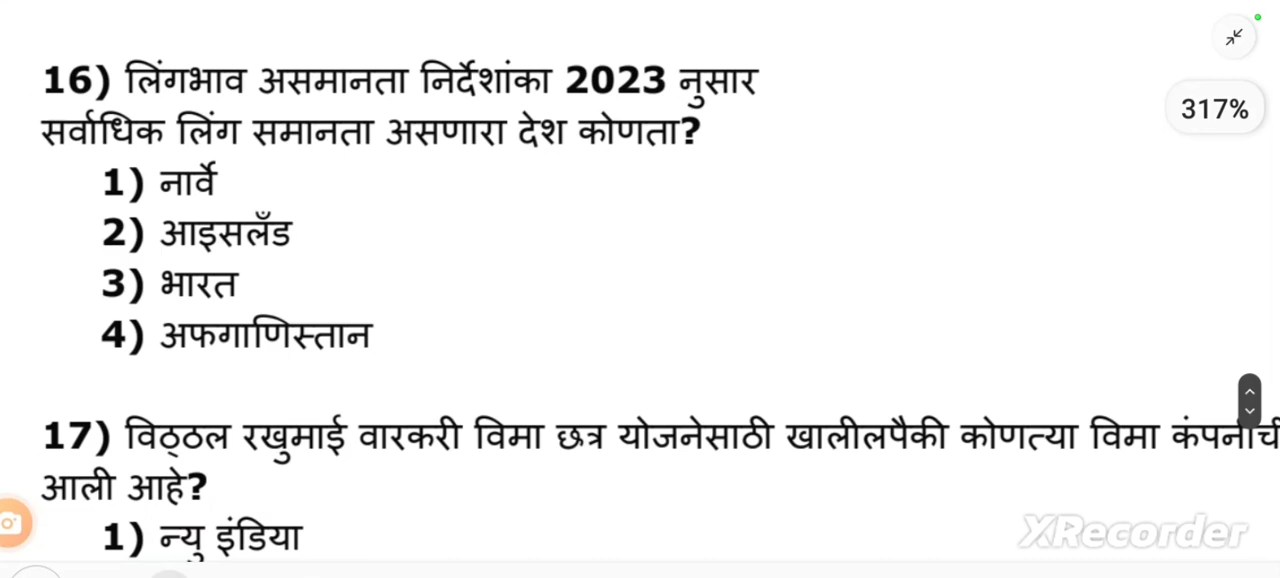 16) लिंगभाव असमानता निर्देशांका 2023 नुसार
सर्वाधिक लिंग समानता असणारा देश कोणता?
1) नार्वे
2) आइसलँड
3) भारत
4) अफगाणिस्तान
17) विठ्ठल रखुमाई वारकरी विमा छत्र योजनेसाठी खालीलपैकी कोणत्या विमा
आली आहे?
1) न्यु इंडिया
317%
XRecorder